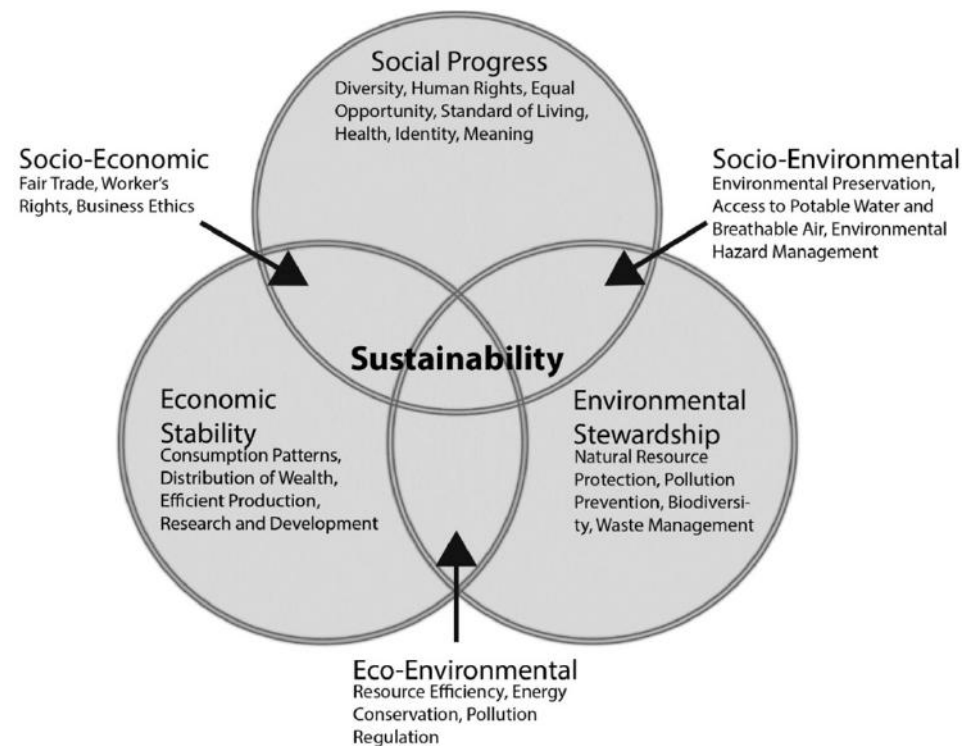 Social Progress
Diversity, Human Rights, Equal
Opportunity, Standard of Living,
Health, Identity, Meaning
Socio-Economic
Fair Trade, Worker's
Rights, Business Ethics
Socio-Environmental
Environmental Preservation,
Access to Potable Water and
Breathable Air, Environmental
Hazard Management
Sustainability
Economic
Stability
Consumption Patterns,
Distribution of Wealth,
Efficient Production,
Research and Development
Environmental
Stewardship
Natural Resource
Protection, Pollution
Prevention, Biodiversi-
ty, Waste Management
Eco-Environmental
Resource Efficiency, Energy
Conservation, Pollution
Regulation